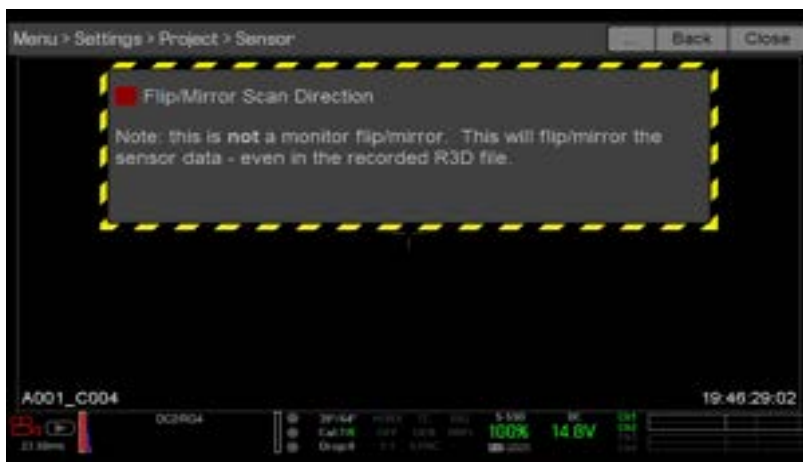 Menu > Settings > Project > Sensor
... Back Close
Flip/Mirror Scan Direction
Note: this is not a monitor flip/mirror. This will flip/mirror the
sensor data - even in the recorded R3D file.
A001_C004 19:46:29:02
100% 14.8V